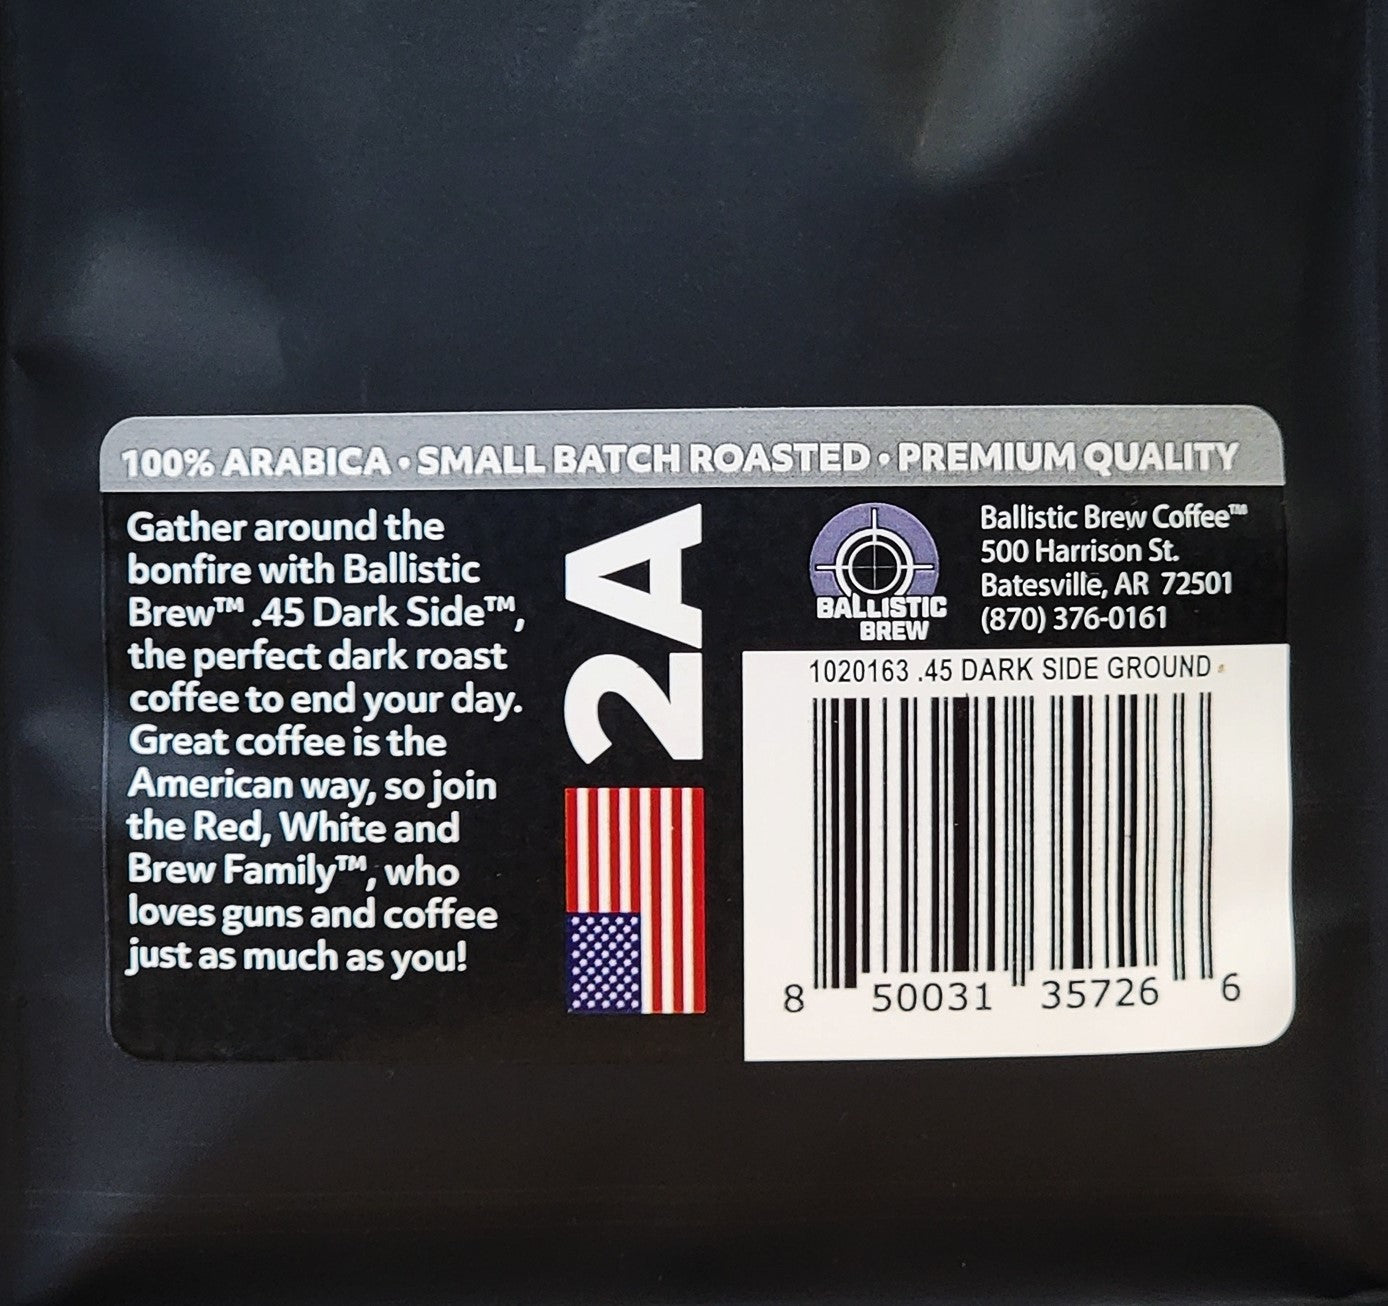 100% ARABICA • SMALL BATCH ROASTED • PREMIUM QUALITY
Gather around the
bonfire with Ballistic
Brew™ .45 Dark Side™,
the perfect dark roast
coffee to end your day.
Great coffee is the
American way, so join
the Red, White and
Brew Family™, who
loves guns and coffee
just as much as you!
2A
BALLISTIC
BREW
Ballistic Brew Coffee™
500 Harrison St.
Batesville, AR 72501
(870) 376-0161
1020163 .45 DARK SIDE GROUND
8 50031 35726 6